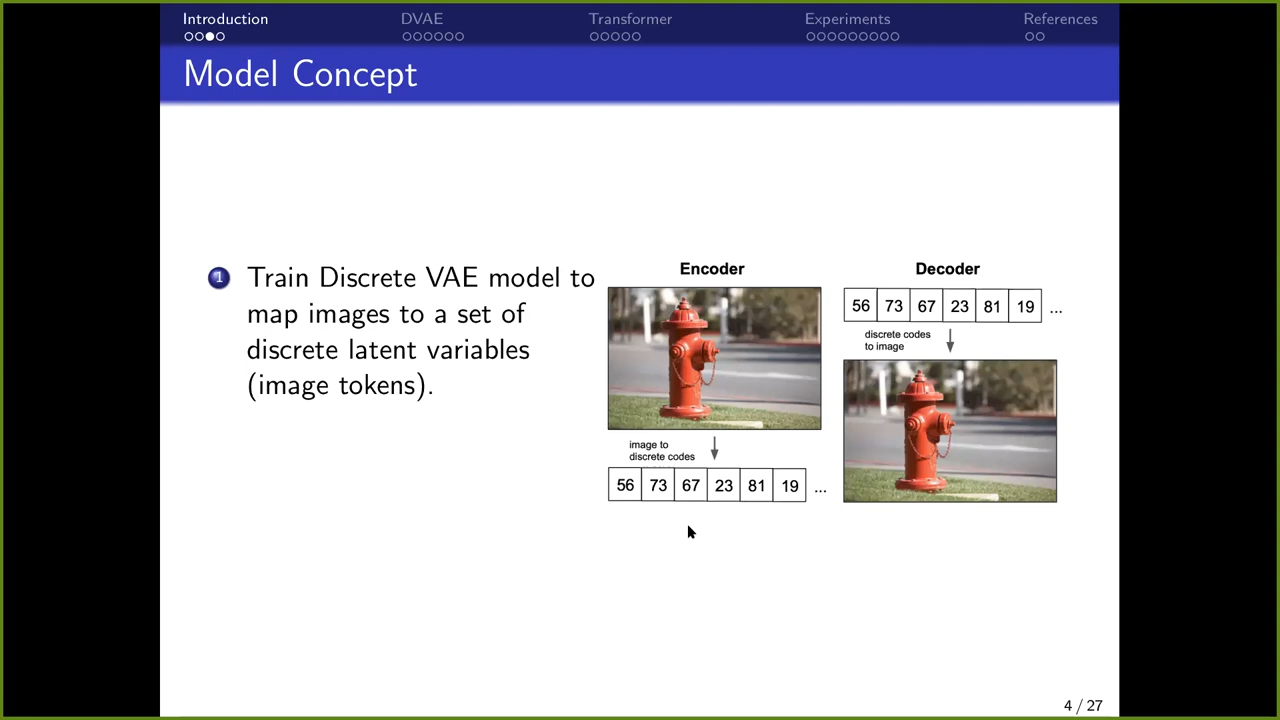 Introduction DVAE Transformer Experiments References
Model Concept
1 Train Discrete VAE model to
map images to a set of
discrete latent variables
(image tokens).
Encoder
image to
discrete codes
56 73 67 23 81 19 ...
Decoder
56 73 67 23 81 19 ...
discrete codes
to image
4 / 27